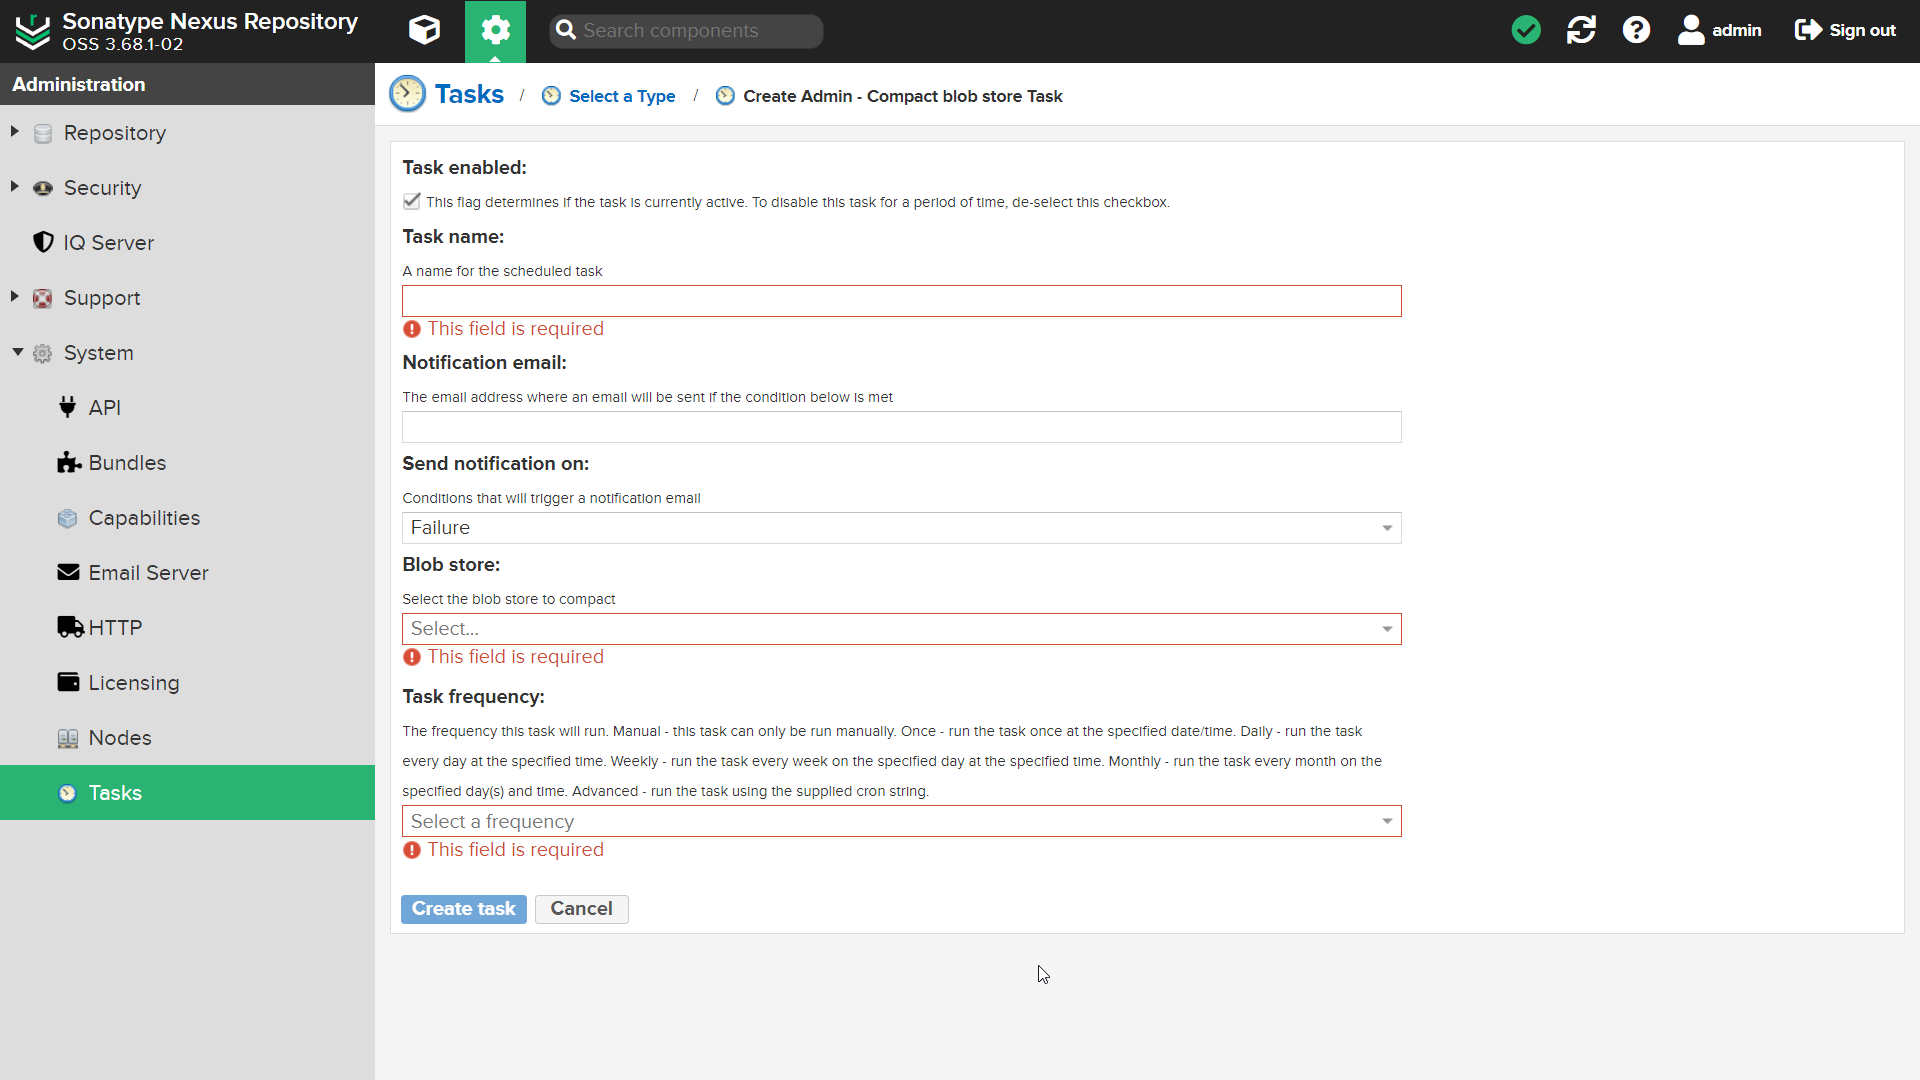 Sonatype Nexus Repository
OSS 3.68.1-02
Search components
admin
Sign out
Administration
Repository
Security
IQ Server
Support
System
API
Bundles
Capabilities
Email Server
HTTP
Licensing
Nodes
Tasks
Tasks / Select a Type / Create Admin - Compact blob store Task
Task enabled:
This flag determines if the task is currently active. To disable this task for a period of time, de-select this checkbox.
Task name:
A name for the scheduled task
This field is required
Notification email:
The email address where an email will be sent if the condition below is met
Send notification on:
Conditions that will trigger a notification email
Failure
Blob store:
Select the blob store to compact
Select...
This field is required
Task frequency:
The frequency this task will run. Manual - this task can only be run manually. Once - run the task once at the specified date/time. Daily - run the task
every day at the specified time. Weekly - run the task every week on the specified day at the specified time. Monthly - run the task every month on the
specified day(s) and time. Advanced - run the task using the supplied cron string.
Select a frequency
This field is required
Create task
Cancel